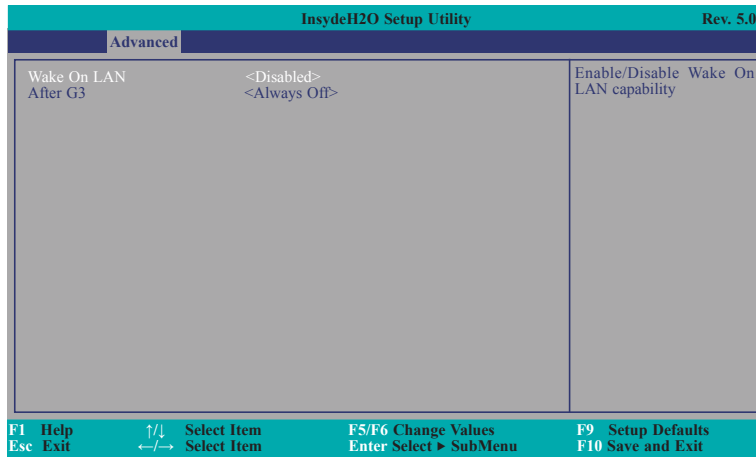 InsydeH2O Setup Utility Rev. 5.0
Advanced
Wake On LAN <Disabled>
After G3 <Always Off>
Enable/Disable Wake On
LAN capability
F1 Help ↑/↓ Select Item F5/F6 Change Values F9 Setup Defaults
Esc Exit ←/→ Select Item Enter Select ► SubMenu F10 Save and Exit